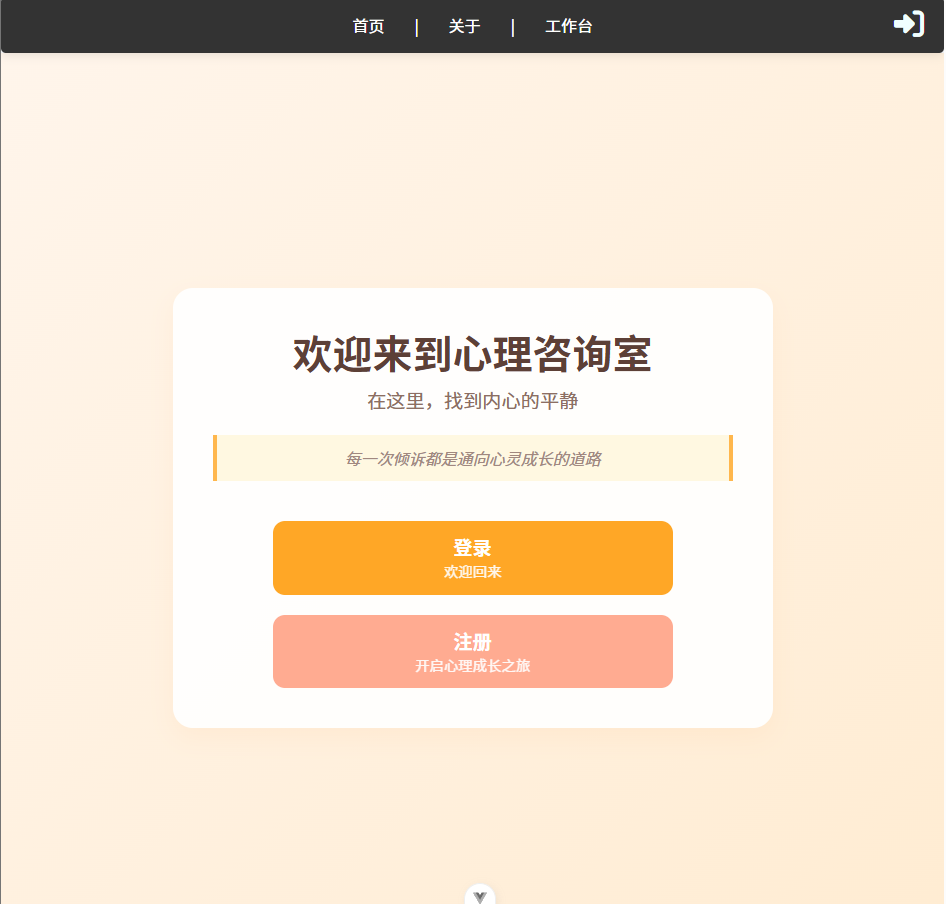 首页 | 关于 | 工作台
欢迎来到心理咨询室
在这里，找到内心的平静
每一次倾诉都是通向心灵成长的道路
登录
欢迎回来
注册
开启心理成长之旅